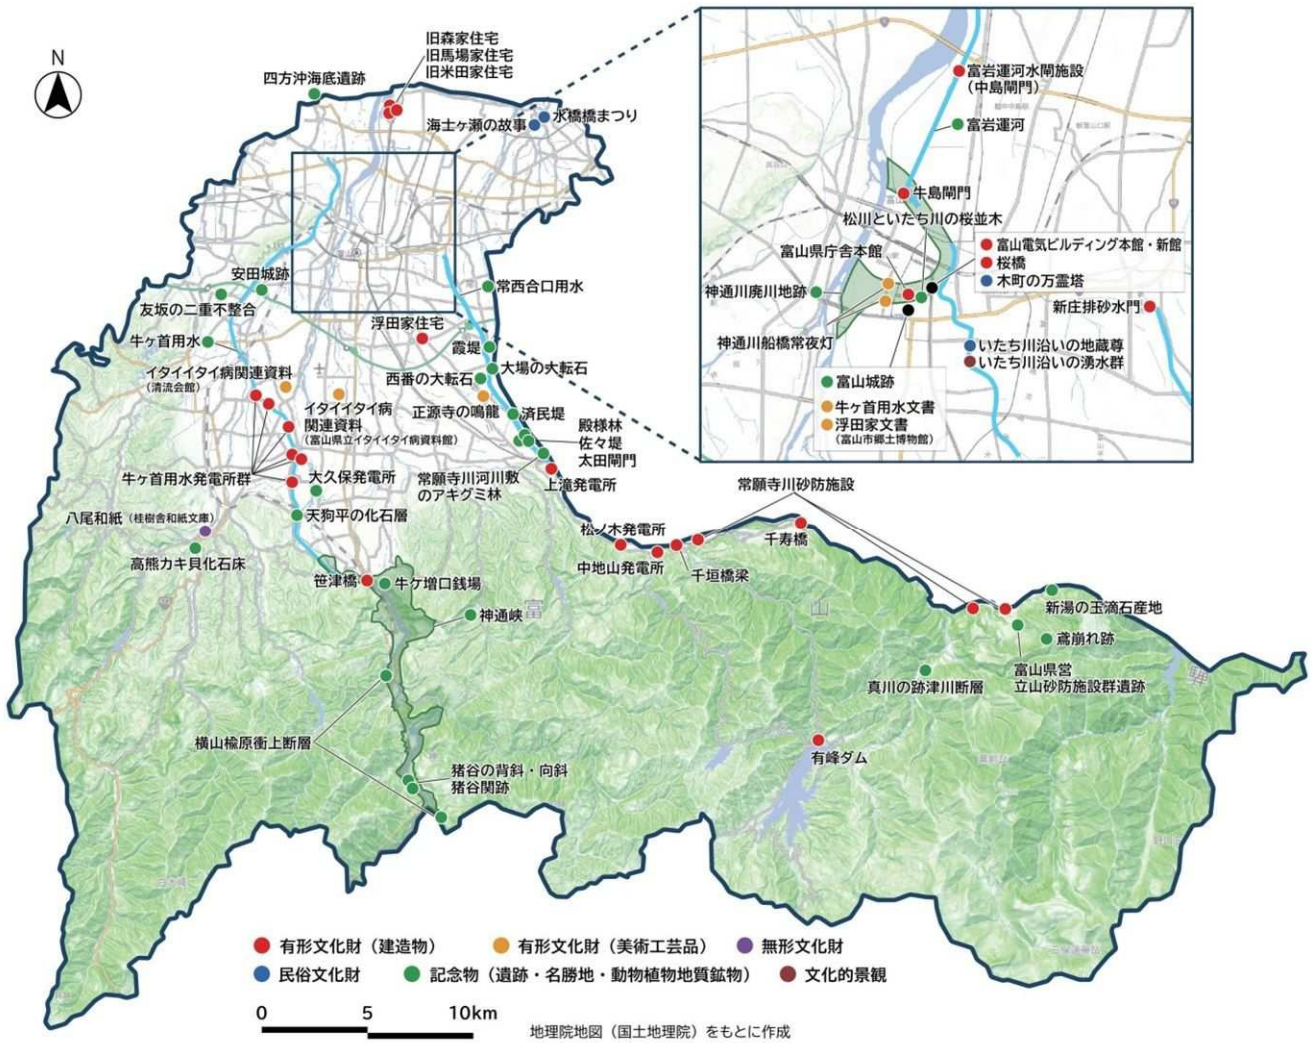 N
旧森家住宅
旧馬場家住宅
旧米田家住宅
四方沖海底遺跡
海士ヶ瀬の故事
水橋橋まつり
富岩運河水閘施設
（中島閘門）
富岩運河
牛島閘門
松川といたち川の桜並木
富山県庁舎本館
富山電気ビルディング本館・新館
桜橋
木町の万霊塔
神通川廃川地跡
新庄排砂水門
神通川船橋常夜灯
いたち川沿いの地蔵尊
いたち川沿いの湧水群
富山城跡
牛ヶ首用水文書
浮田家文書
（富山市郷土博物館）
安田城跡
常西合口用水
友坂の二重不整合
浮田家住宅
牛ヶ首用水
霞堤
イタイイタイ病関連資料
（清流会館）
大場の大転石
西番の大転石
イタイイタイ病
関連資料
（富山県立イタイイタイ病資料館）
正源寺の鳴龍
済民堤
殿様林
佐々堤
太田閘門
牛ヶ首用水発電所群
大久保発電所
常願寺川河川敷
のアキグミ林
上滝発電所
常願寺川砂防施設
八尾和紙（桂樹舎和紙文庫）
天狗平の化石層
松ノ木発電所
千寿橋
高熊カキ貝化石床
中地山発電所
千垣橋梁
笹津橋
牛ケ増口銭場
富
山
新湯の玉滴石産地
神通峡
鳶崩れ跡
富山県営
立山砂防施設群遺跡
真川の跡津川断層
横山楡原衝上断層
有峰ダム
猪谷の背斜・向斜
猪谷関跡
有形文化財（建造物）
有形文化財（美術工芸品）
無形文化財
民俗文化財
記念物（遺跡・名勝地・動物植物地質鉱物）
文化的景観
0 5 10km
地理院地図（国土地理院）をもとに作成